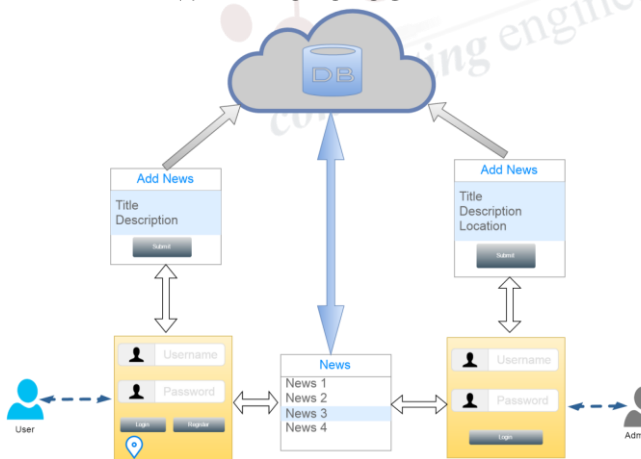 DB
Add News
Title
Description
Submit
Add News
Title
Description
Location
Submit
Username
Password
Login Register
News
News 1
News 2
News 3
News 4
Username
Password
Login
User